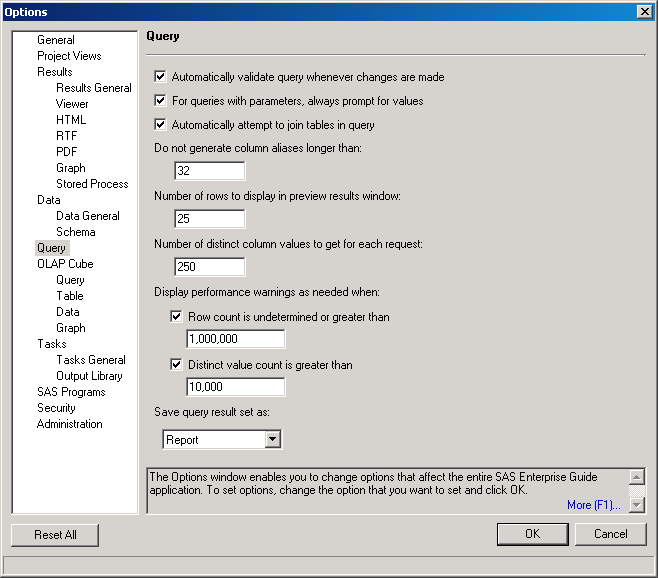 Options
General
Project Views
Results
Results General
Viewer
HTML
RTF
PDF
Graph
Stored Process
Data
Data General
Schema
Query
OLAP Cube
Query
Table
Data
Graph
Tasks
Tasks General
Output Library
SAS Programs
Security
Administration
Query
Automatically validate query whenever changes are made
For queries with parameters, always prompt for values
Automatically attempt to join tables in query
Do not generate column aliases longer than:
32
Number of rows to display in preview results window:
25
Number of distinct column values to get for each request:
250
Display performance warnings as needed when:
Row count is undetermined or greater than
1,000,000
Distinct value count is greater than
10,000
Save query result set as:
Report
The Options window enables you to change options that affect the entire SAS Enterprise Guide
application. To set options, change the option that you want to set and click OK.
More (F1)...
Reset All
OK
Cancel